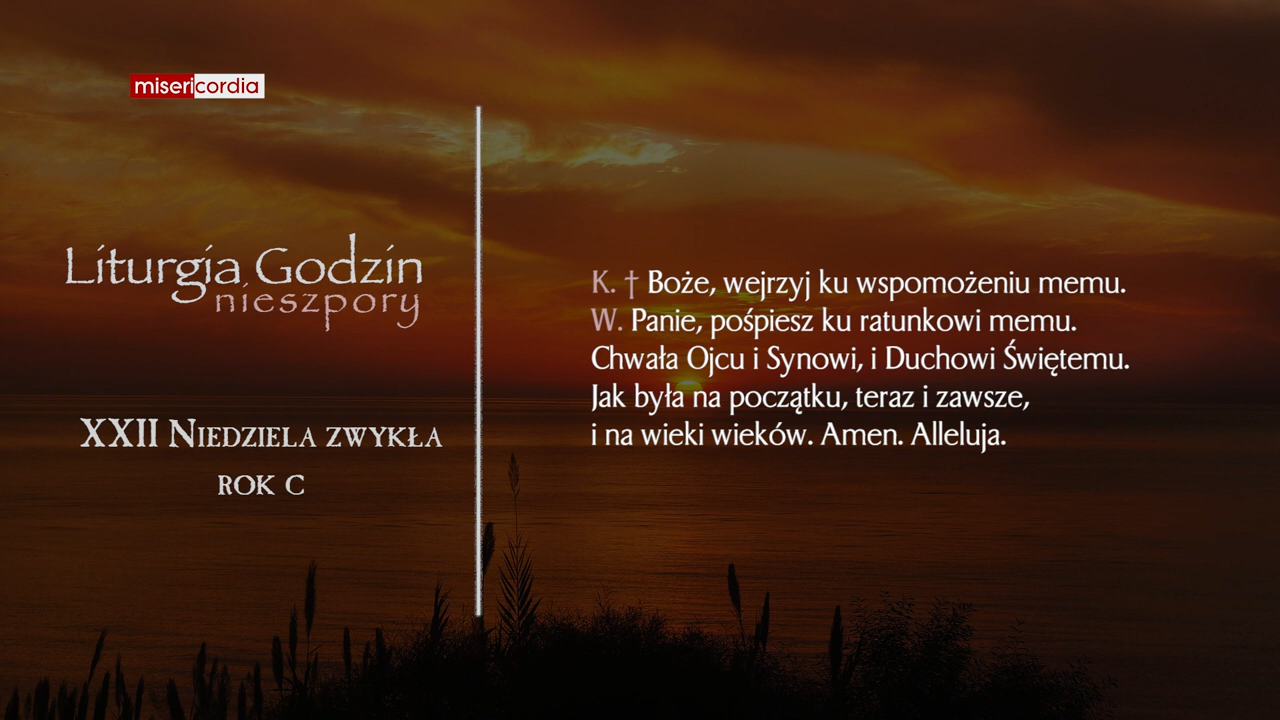 misericordia
Liturgia Godzin
nieszpory
XXII Niedziela zwykła
rok C
K. † Boże, wejrzyj ku wspomożeniu memu.
W. Panie, pośpiesz ku ratunkowi memu.
Chwała Ojcu i Synowi, i Duchowi Świętemu.
Jak była na początku, teraz i zawsze,
i na wieki wieków. Amen. Alleluja.